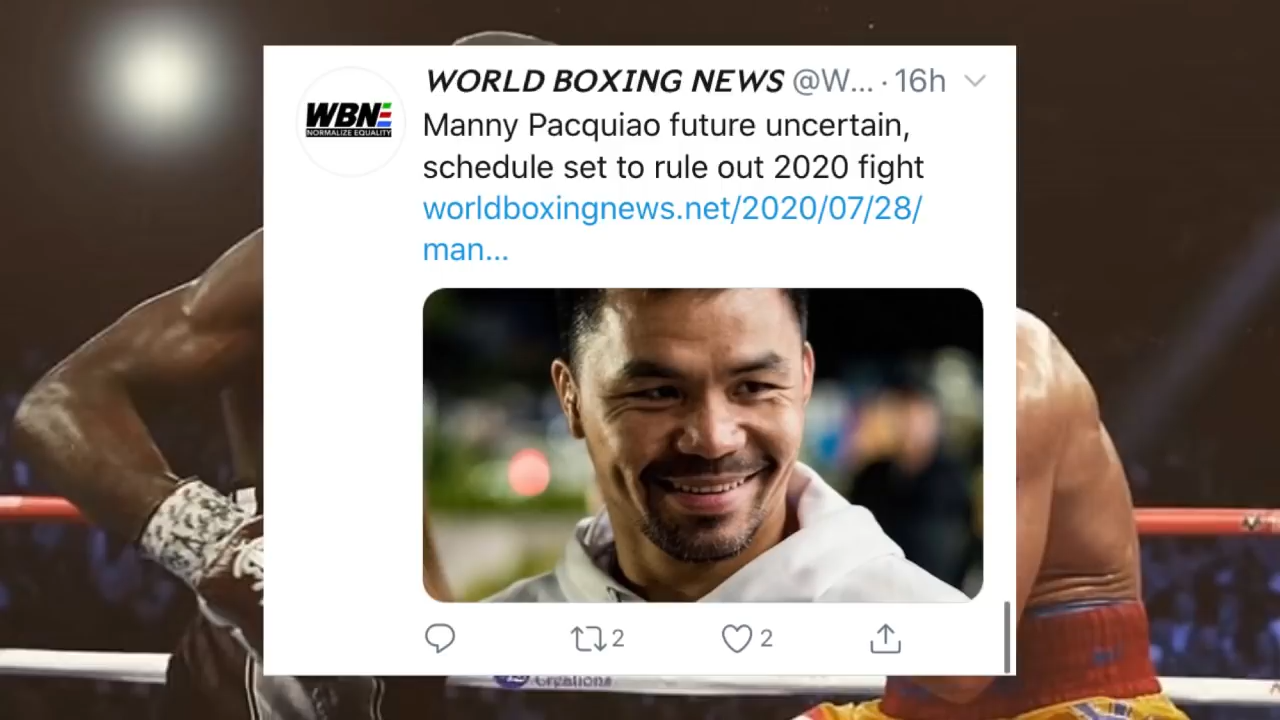 WORLD BOXING NEWS @W... · 16h
WBN
NORMALIZE EQUALITY
Manny Pacquiao future uncertain,
schedule set to rule out 2020 fight
worldboxingnews.net/2020/07/28/
man...
2
2
Creations